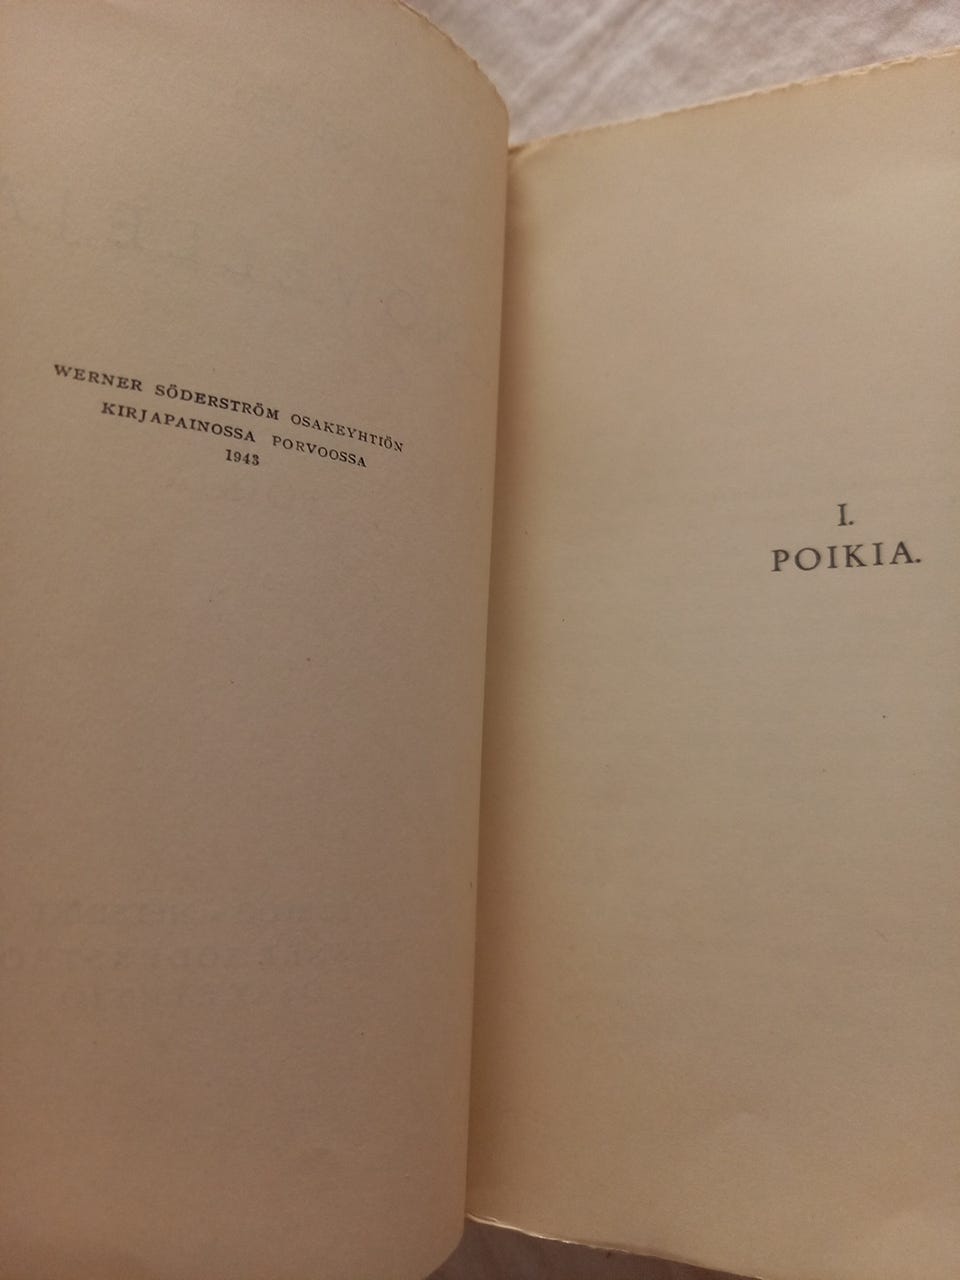 WERNER SÖDERSTRÖM OSAKEYHTIÖN
KIRJAPAINOSSA PORVOOSSA
1943
I.
POIKIA.